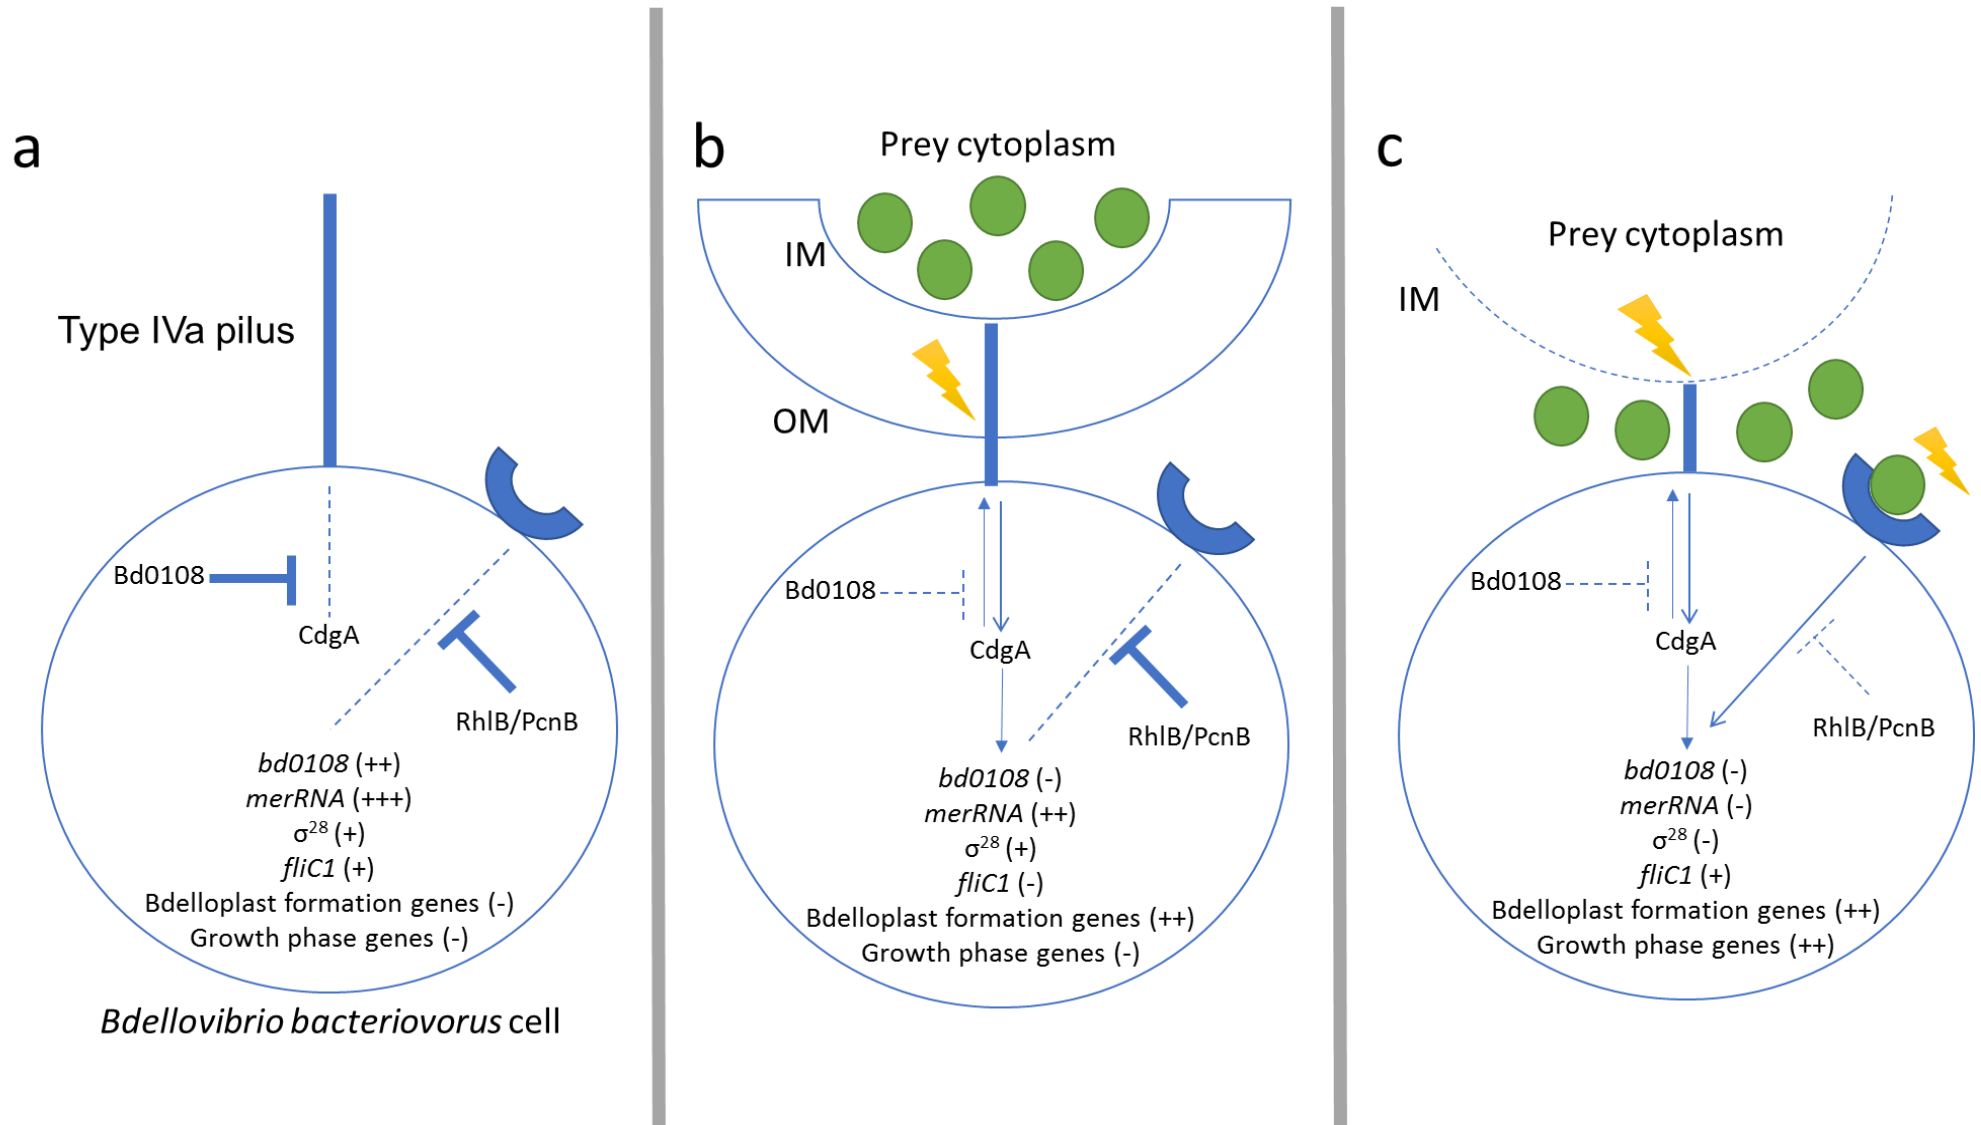 a
Type IVa pilus
Bd0108
CdgA
RhlB/PcnB
bd0108 (++)
merRNA (+++)
σ28 (+)
fliC1 (+)
Bdelloplast formation genes (-)
Growth phase genes (-)
Bdellovibrio bacteriovorus cell
b
Prey cytoplasm
IM
OM
Bd0108
CdgA
RhlB/PcnB
bd0108 (-)
merRNA (++)
σ28 (+)
fliC1 (-)
Bdelloplast formation genes (++)
Growth phase genes (-)
c
Prey cytoplasm
IM
Bd0108
CdgA
RhlB/PcnB
bd0108 (-)
merRNA (-)
σ28 (-)
fliC1 (+)
Bdelloplast formation genes (++)
Growth phase genes (++)